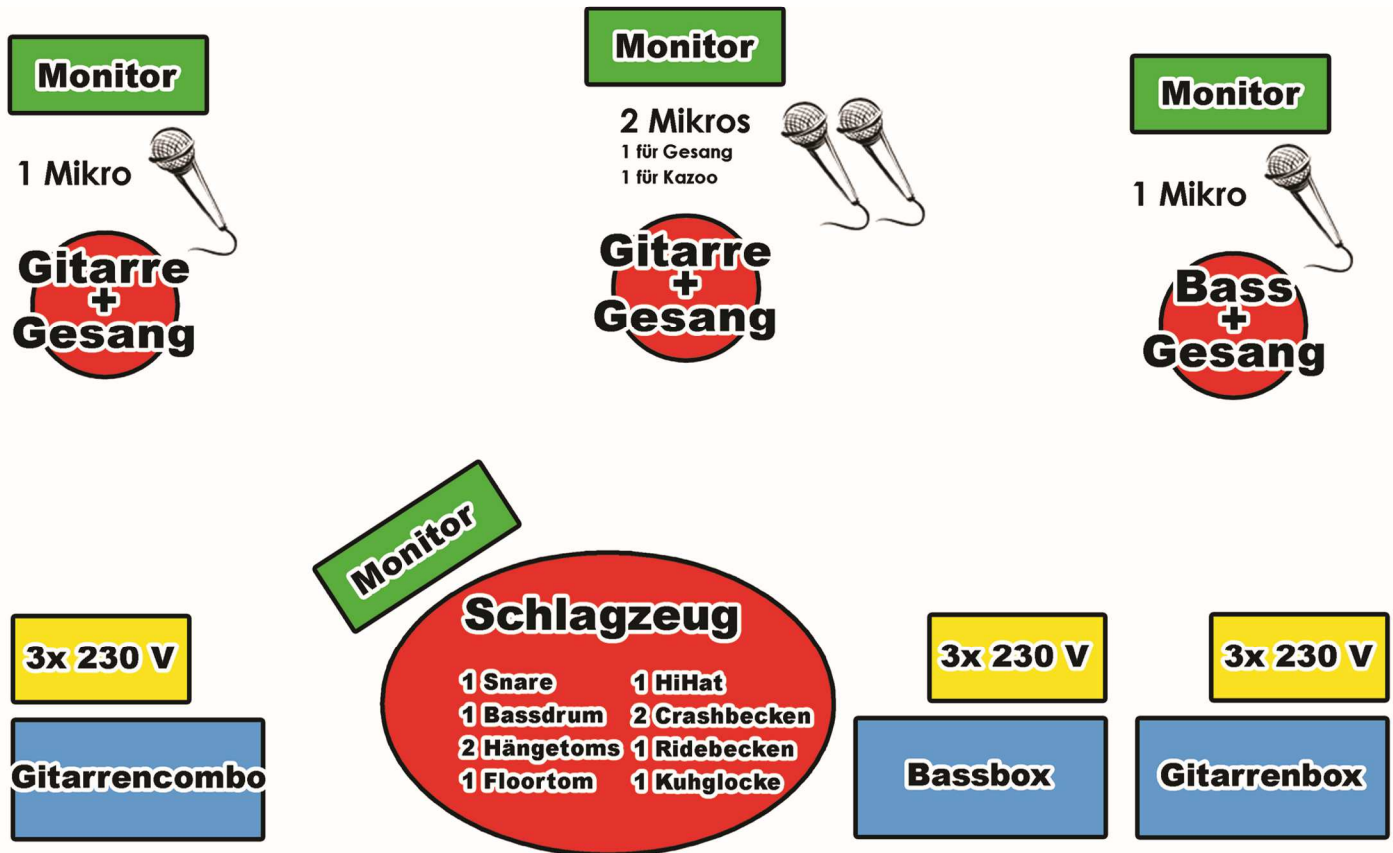 Monitor
1 Mikro
Gitarre
+
Gesang
Monitor
2 Mikros
1 für Gesang
1 für Kazoo
Gitarre
+
Gesang
Monitor
1 Mikro
Bass
+
Gesang
Monitor
Schlagzeug
1 Snare
1 Bassdrum
2 Hängetoms
1 Floortom
1 HiHat
2 Crashbecken
1 Ridebecken
1 Kuhglocke
3x 230 V
Gitarrencombo
3x 230 V
Bassbox
3x 230 V
Gitarrenbox